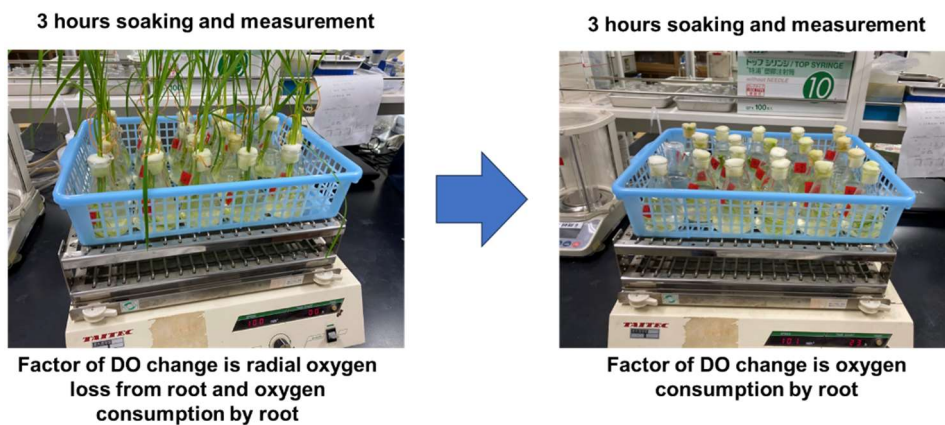 3 hours soaking and measurement
3 hours soaking and measurement
トップ シリンジ/TOP SYRINGE
10
TAITEC
TAITEC
Factor of DO change is radial oxygen
loss from root and oxygen
consumption by root
Factor of DO change is oxygen
consumption by root